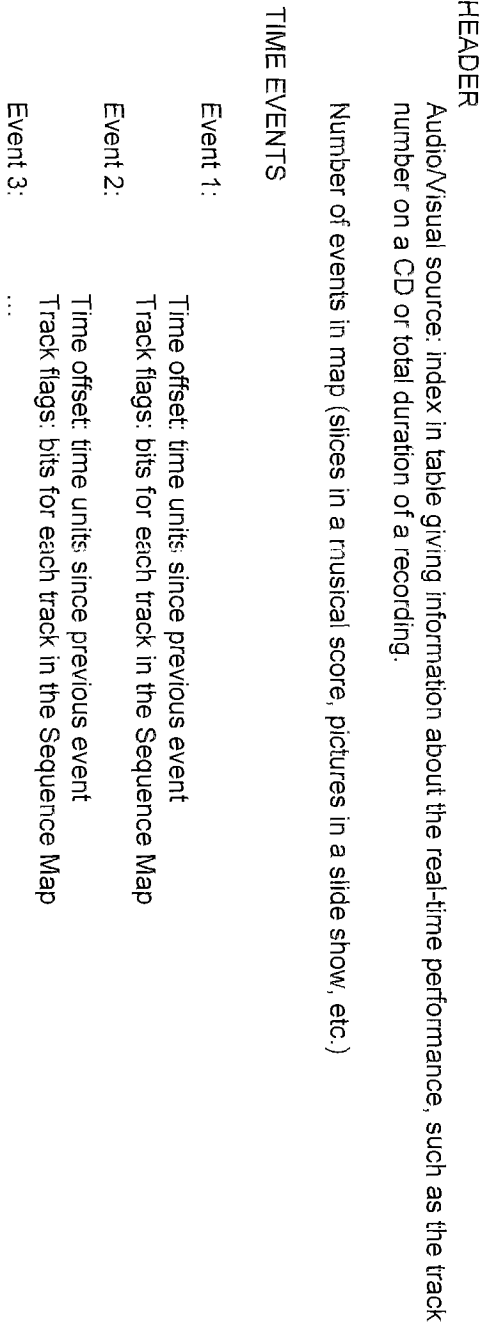 HEADER
Audio/Visual source: index in table giving information about the real-time performance, such as the track
number on a CD or total duration of a recording.
Number of events in map (slices in a musical score, pictures in a slide show, etc.)
TIME EVENTS
Event 1:
Time offset: time units since previous event
Track flags: bits for each track in the Sequence Map
Event 2:
Time offset: time units since previous event
Track flags: bits for each track in the Sequence Map
Event 3:
...